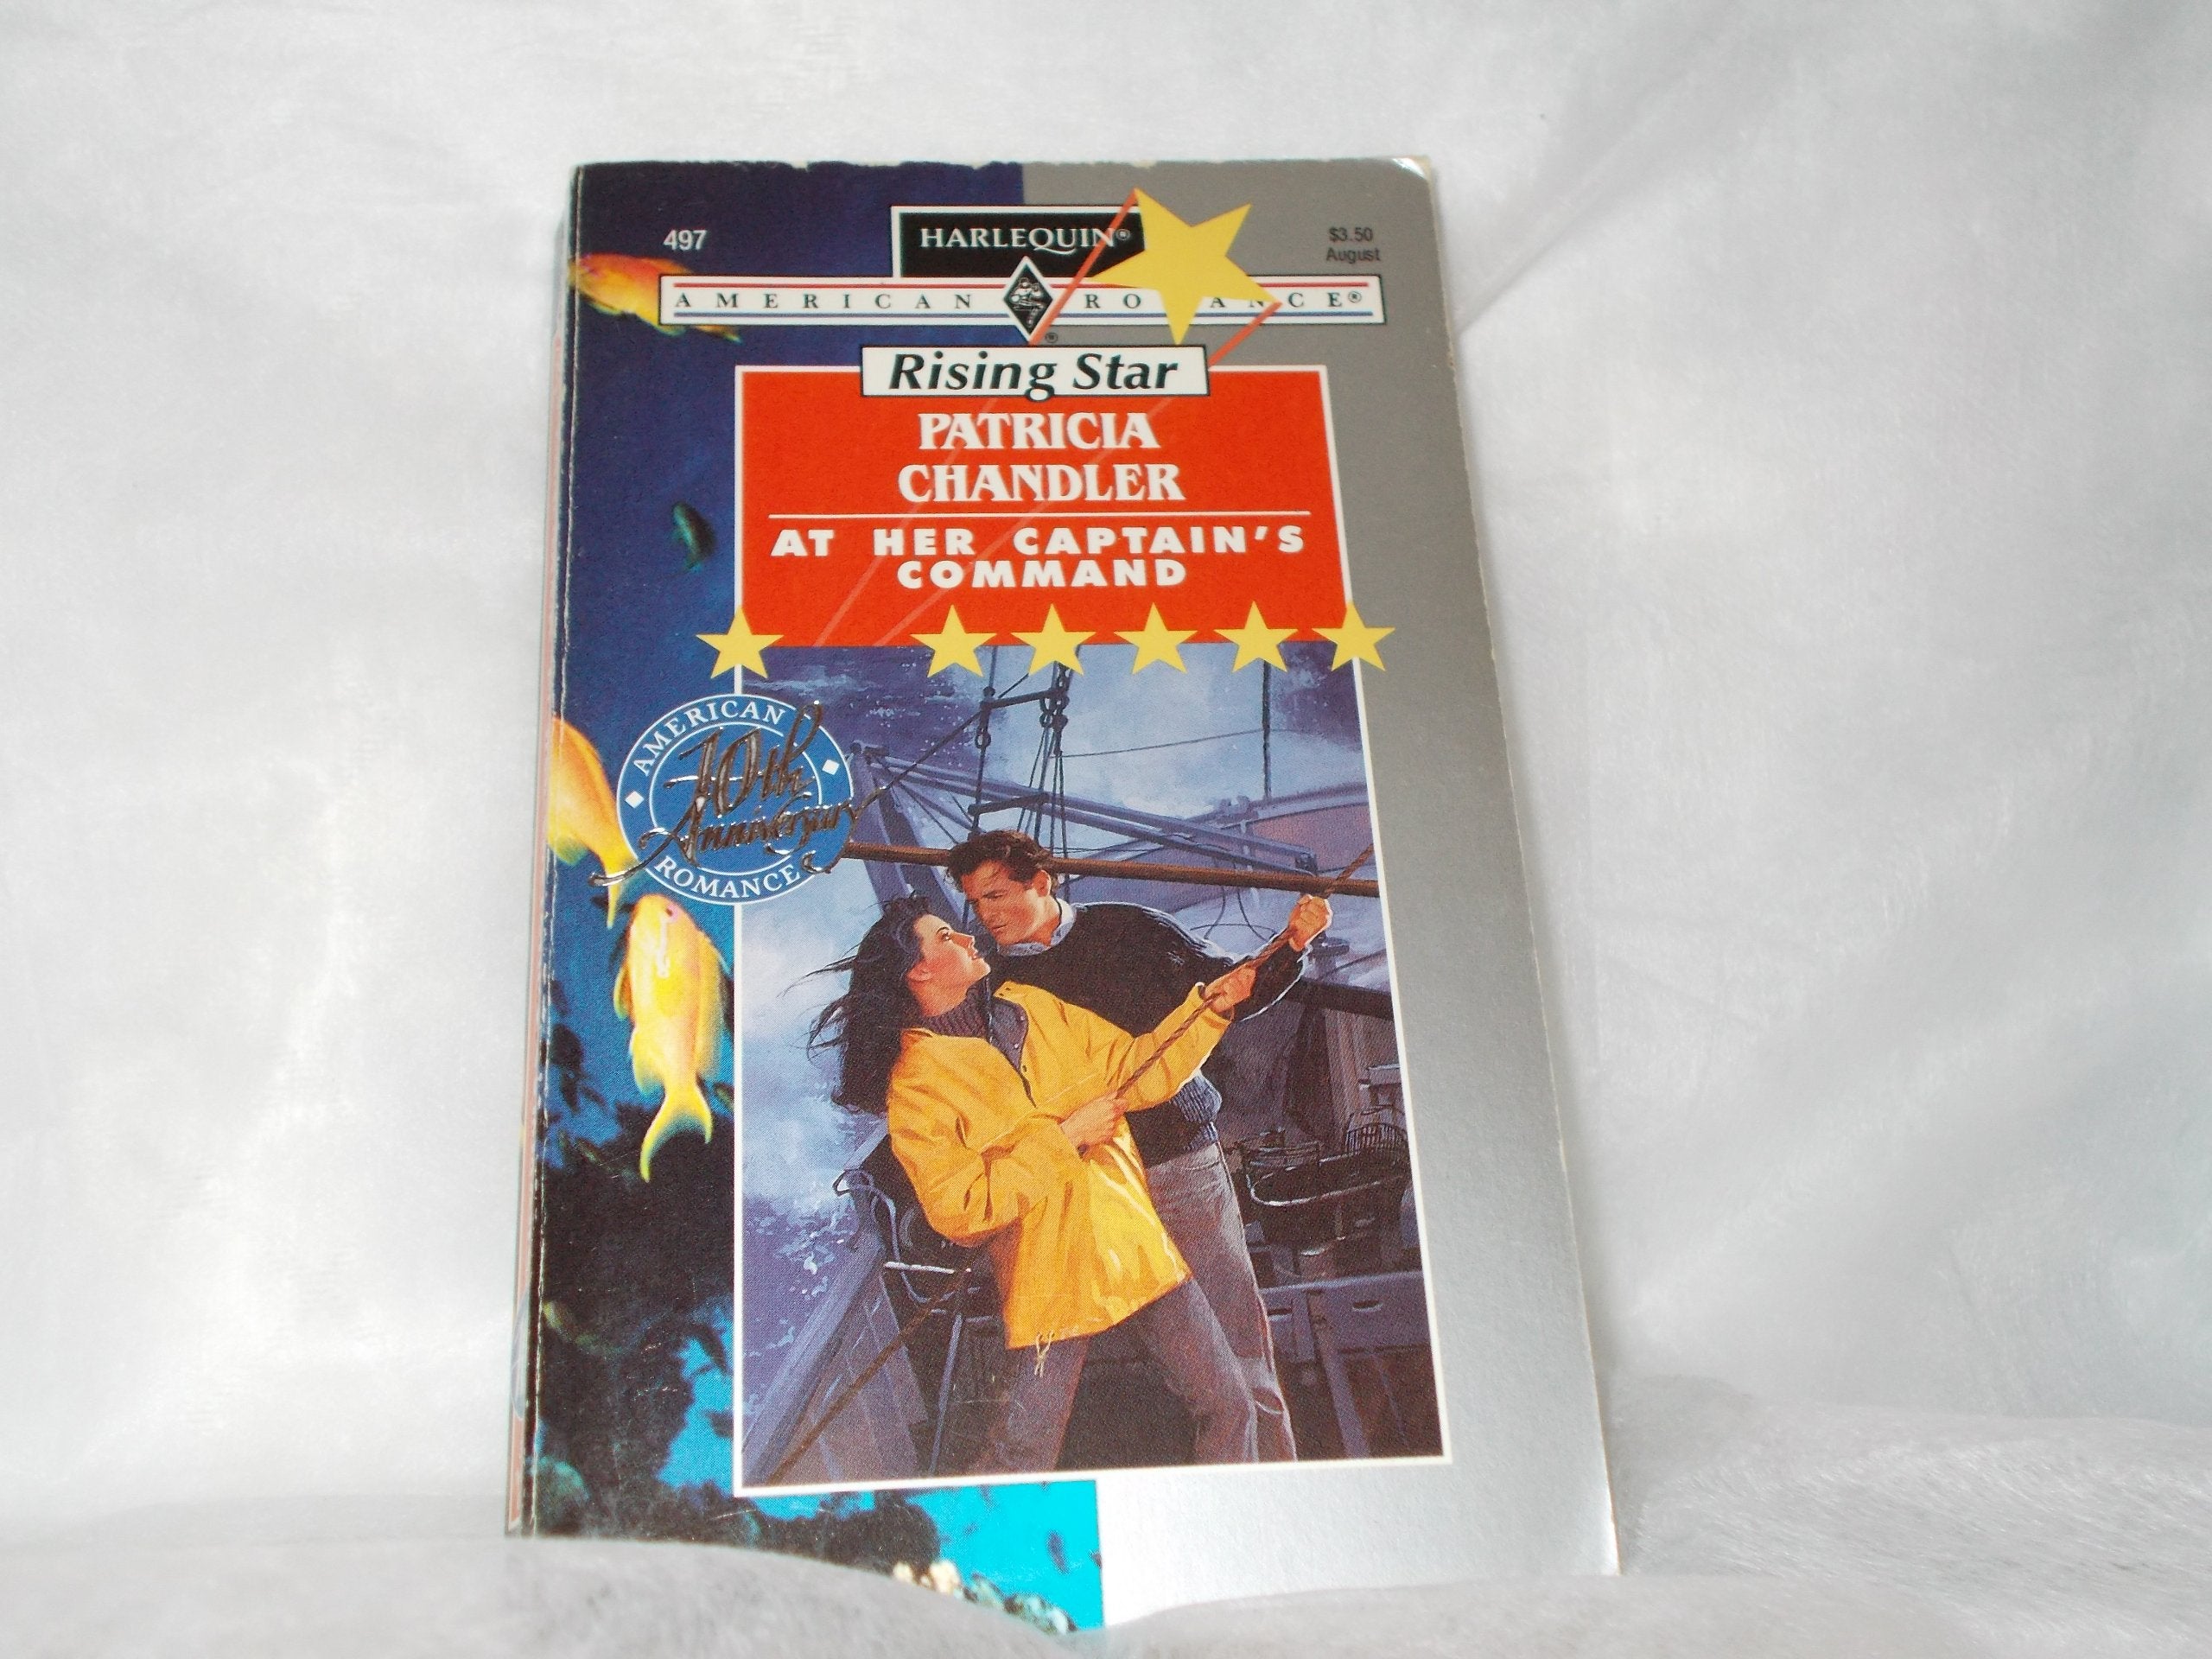 497
HARLEQUIN®
$3.50
August
AMERICAN ROMANCE®
®
Rising Star
PATRICIA
CHANDLER
AT HER CAPTAIN'S
COMMAND
AMERICAN
10th
Anniversary
ROMANCE